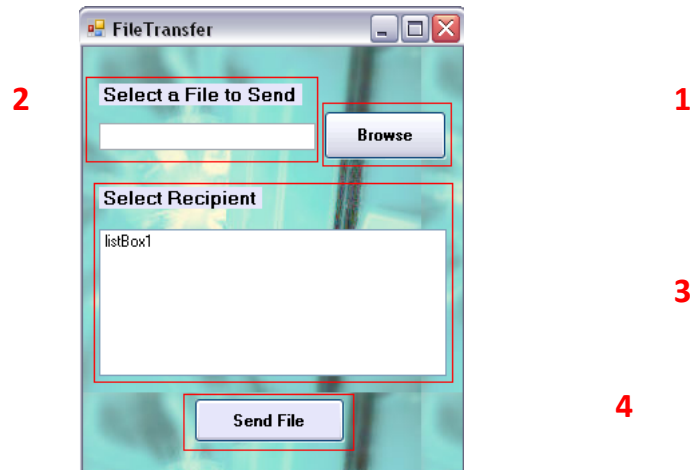 FileTransfer
2
Select a File to Send
1
Browse
Select Recipient
listBox1
3
4
Send File